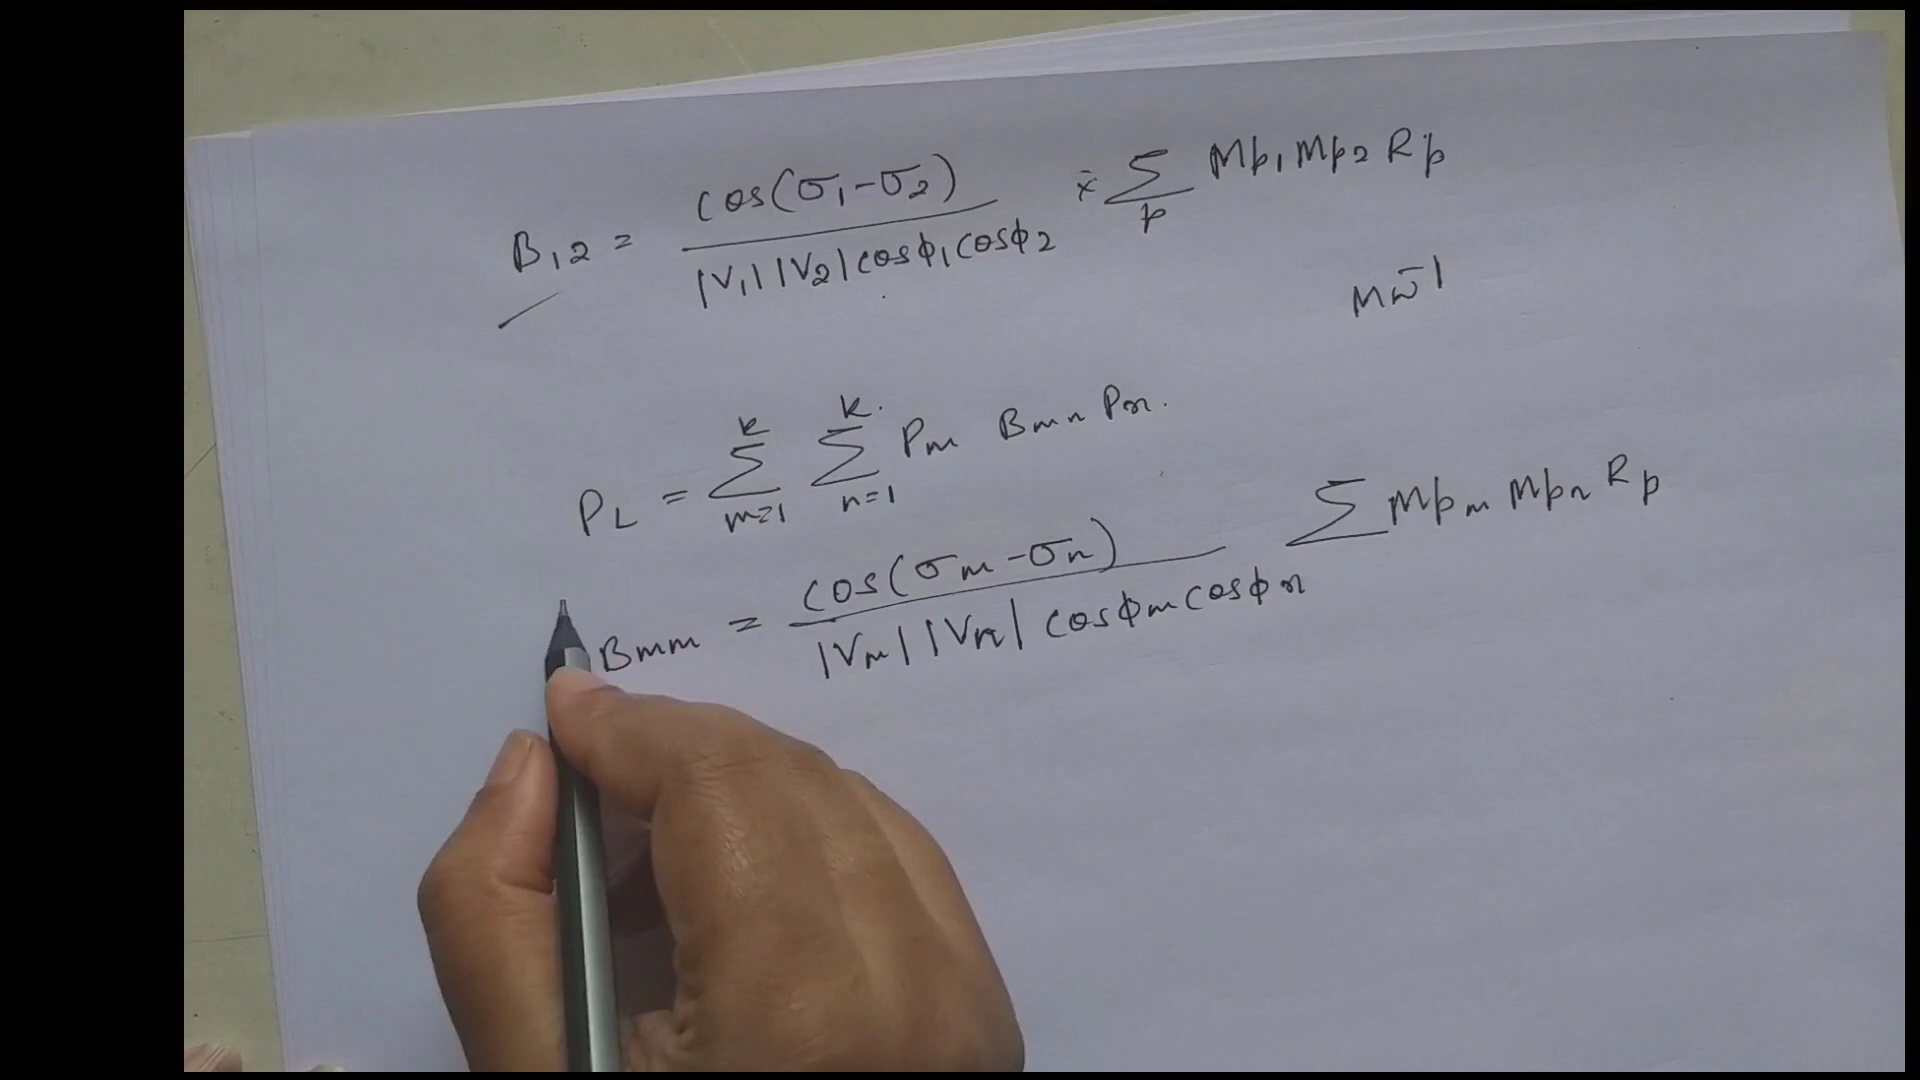 B12 = cos(σ1-σ2) / |V1| |V2| cosϕ1 cosϕ2 × Σp Mp1 Mp2 Rp
MW-1
PL = Σ(m=1 to k) Σ(n=1 to k) Pm Bmn Pn.
Bmn = cos(σm-σn) / |Vm| |Vn| cosϕm cosϕn Σ Mpm Mpn Rp